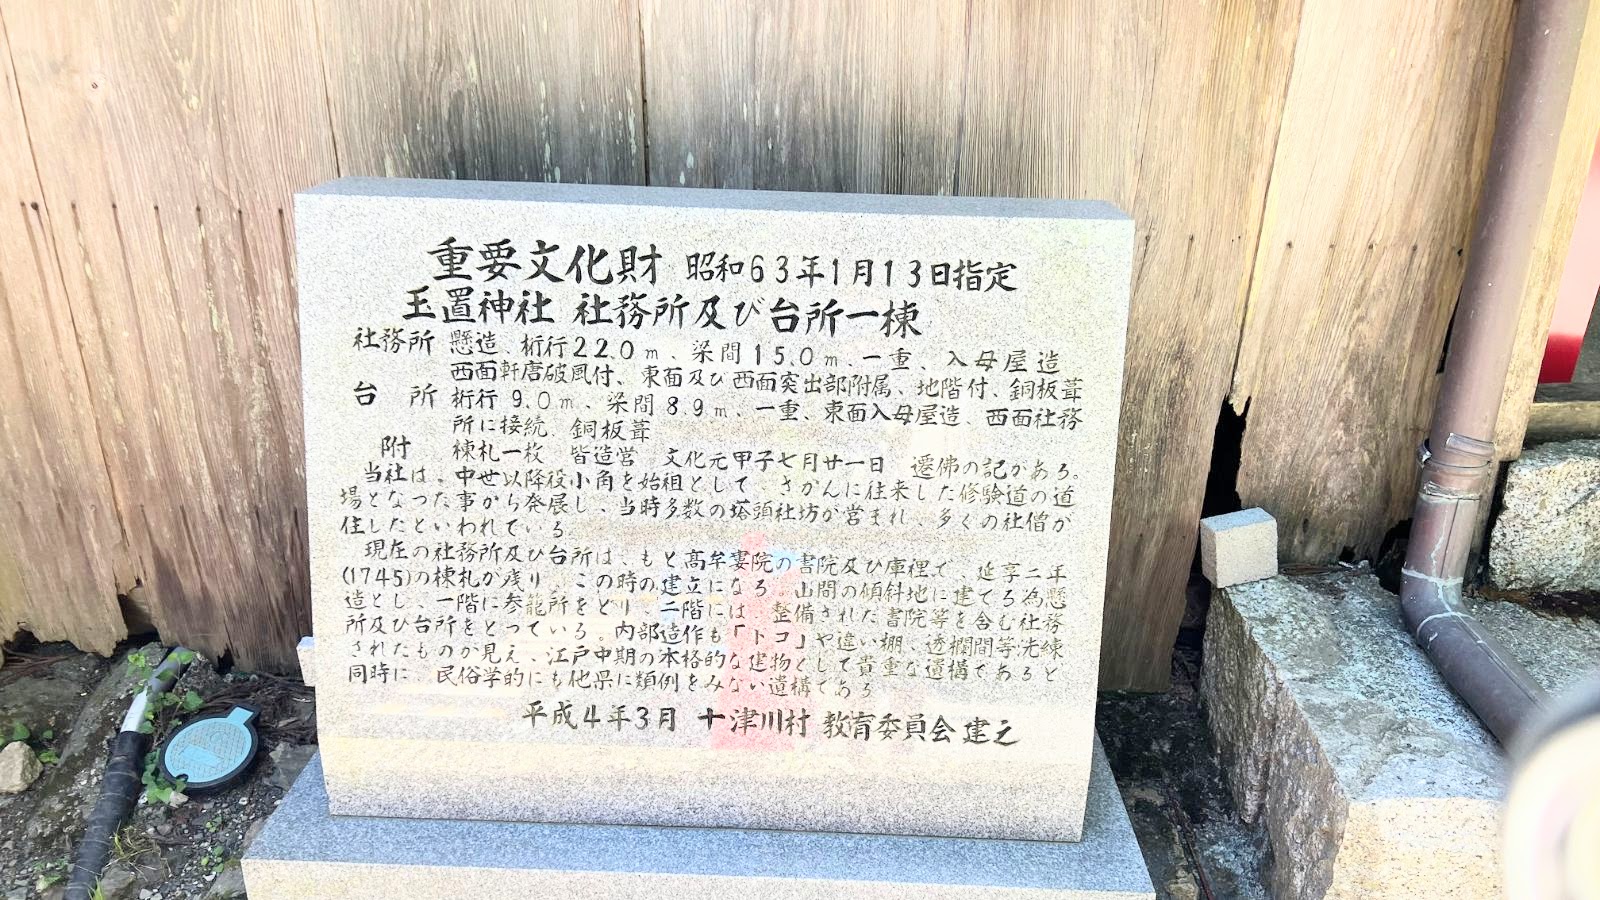 重要文化財 昭和63年1月13日指定
玉置神社 社務所及び台所一棟
社務所 懸造、桁行22.0m、梁間15.0m、一重、入母屋造
西面軒唐破風付、東面及び西面突出部附属、地階付、銅板葺
台所 桁行9.0m、梁間8.9m、一重、東面入母屋造、西面社務
所に接続、銅板葺
附 棟札一枚 皆造営 文化元甲子七月廿一日 遷佛の記がある。
当社は、中世以降役小角を始祖として、さかんに往来した修験道の道
場となった事から発展し、当時多数の塔頭社坊が営まれ、多くの社僧が
住したといわれている
現在の社務所及び台所は、もと高牟婁院の書院及び庫裡で、延享二年
(1745)の棟札が残り、この時の建立になる。山間の傾斜地に建てる為懸
造とし、一階に参籠所をとり、二階には、整備された書院等を含む社務
所及び台所をとっている。内部造作も「トコ」や違い棚、透欄間等洗練
されたものが見え、江戸中期の本格的な建物として貴重な遺構であると
同時に、民俗学的にも他県に類例をみない遺構である
平成4年3月 十津川村 教育委員会 建之